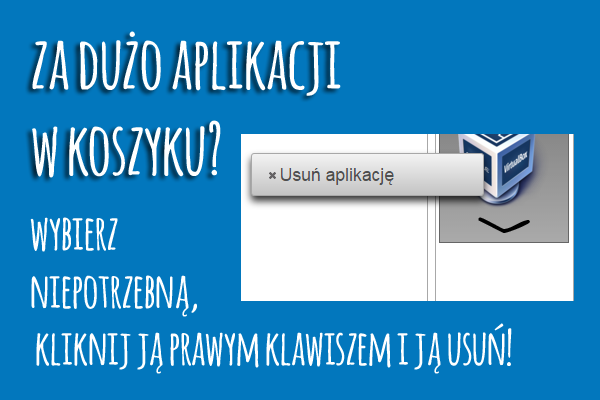 ZA DUŻO APLIKACJI
W KOSZYKU?
VirtualBox
× Usuń aplikację
WYBIERZ
NIEPOTRZEBNĄ,
KLIKNIJ JĄ PRAWYM KLAWISZEM I JĄ USUŃ!